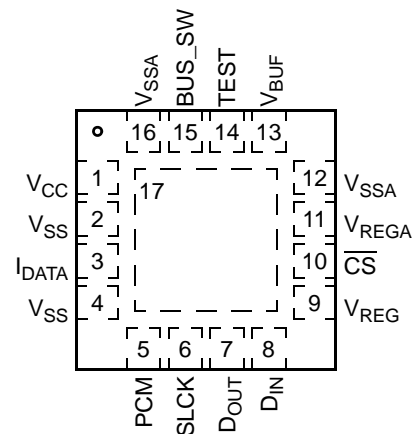 VSSA
BUS_SW
TEST
VBUF
16 15 14 13
VCC 1 17 12 VSSA
VSS 2 11 VREGA
IDATA 3 10 CS
VSS 4 9 VREG
5 6 7 8
PCM
SLCK
DOUT
DIN